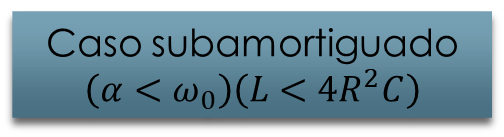 Caso subamortiguado
(𝛼 < 𝜔₀)(𝐿 < 4𝑅²𝐶)